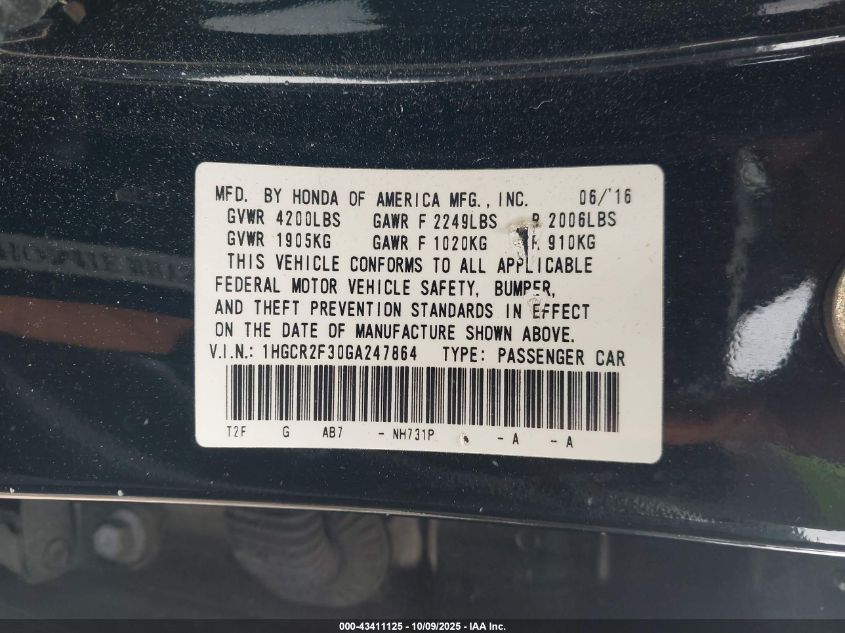 MFD. BY HONDA OF AMERICA MFG., INC. 06/'16
GVWR 4200LBS GAWR F 2249LBS R 2006LBS
GVWR 1905KG GAWR F 1020KG R 910KG
THIS VEHICLE CONFORMS TO ALL APPLICABLE
FEDERAL MOTOR VEHICLE SAFETY, BUMPER,
AND THEFT PREVENTION STANDARDS IN EFFECT
ON THE DATE OF MANUFACTURE SHOWN ABOVE.
V.I.N.: 1HGCR2F30GA247864 TYPE: PASSENGER CAR
T2F G AB7 - NH731P - A - A
000-43411125 - 10/09/2025 - IAA Inc.